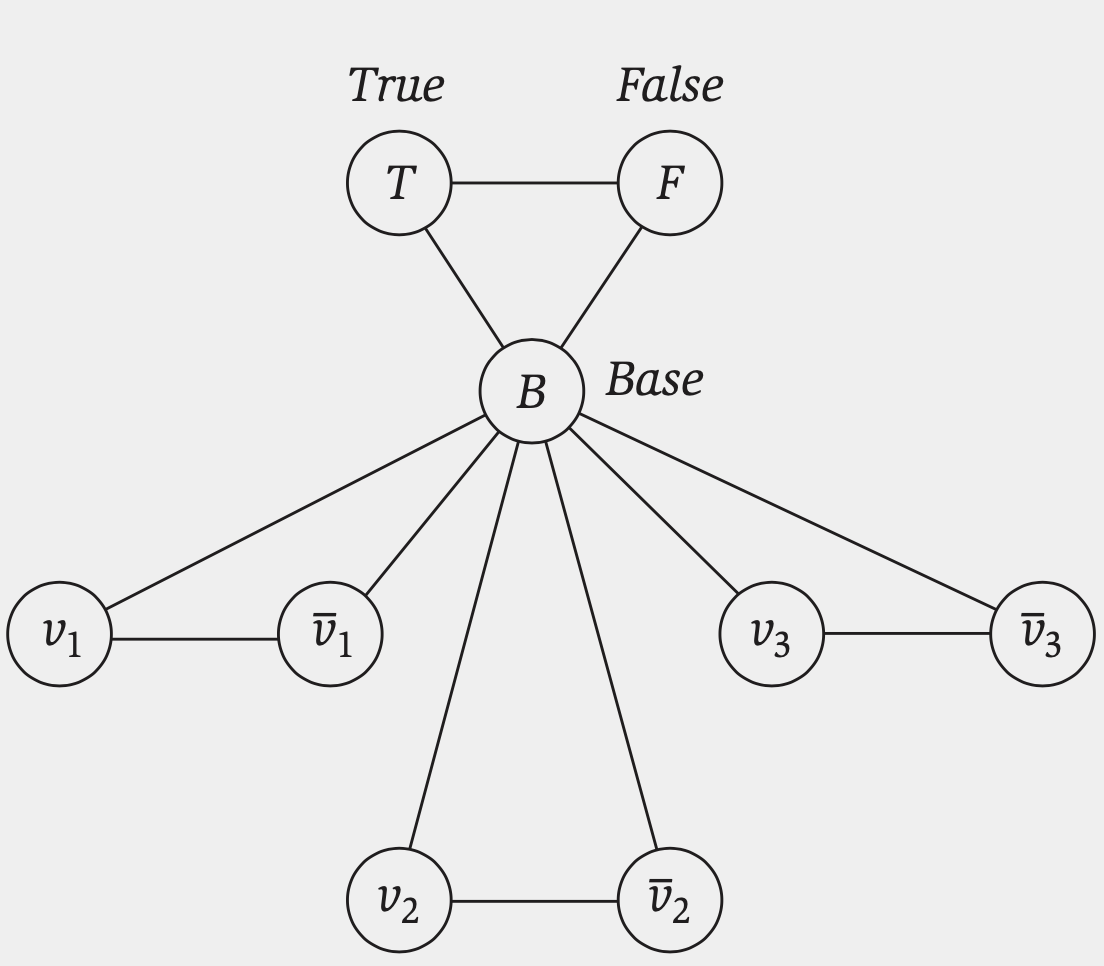 True False
T F
B Base
v₁ v̅₁ v₃ v̅₃
v₂ v̅₂